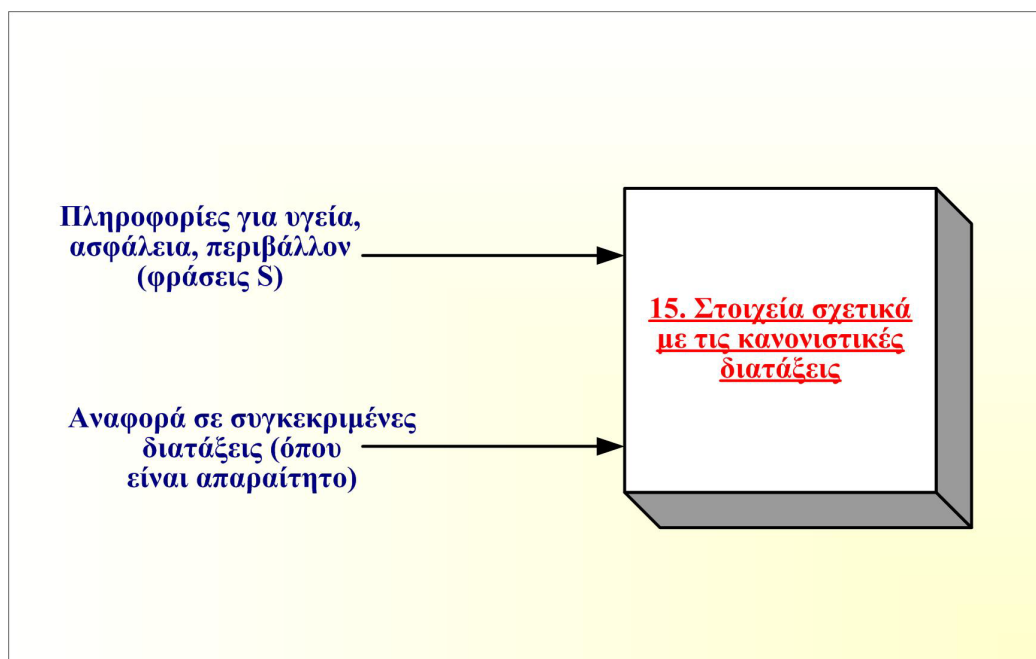 Πληροφορίες για υγεία,
ασφάλεια, περιβάλλον
(φράσεις S)
15. Στοιχεία σχετικά
με τις κανονιστικές
διατάξεις
Αναφορά σε συγκεκριμένες
διατάξεις (όπου
είναι απαραίτητο)